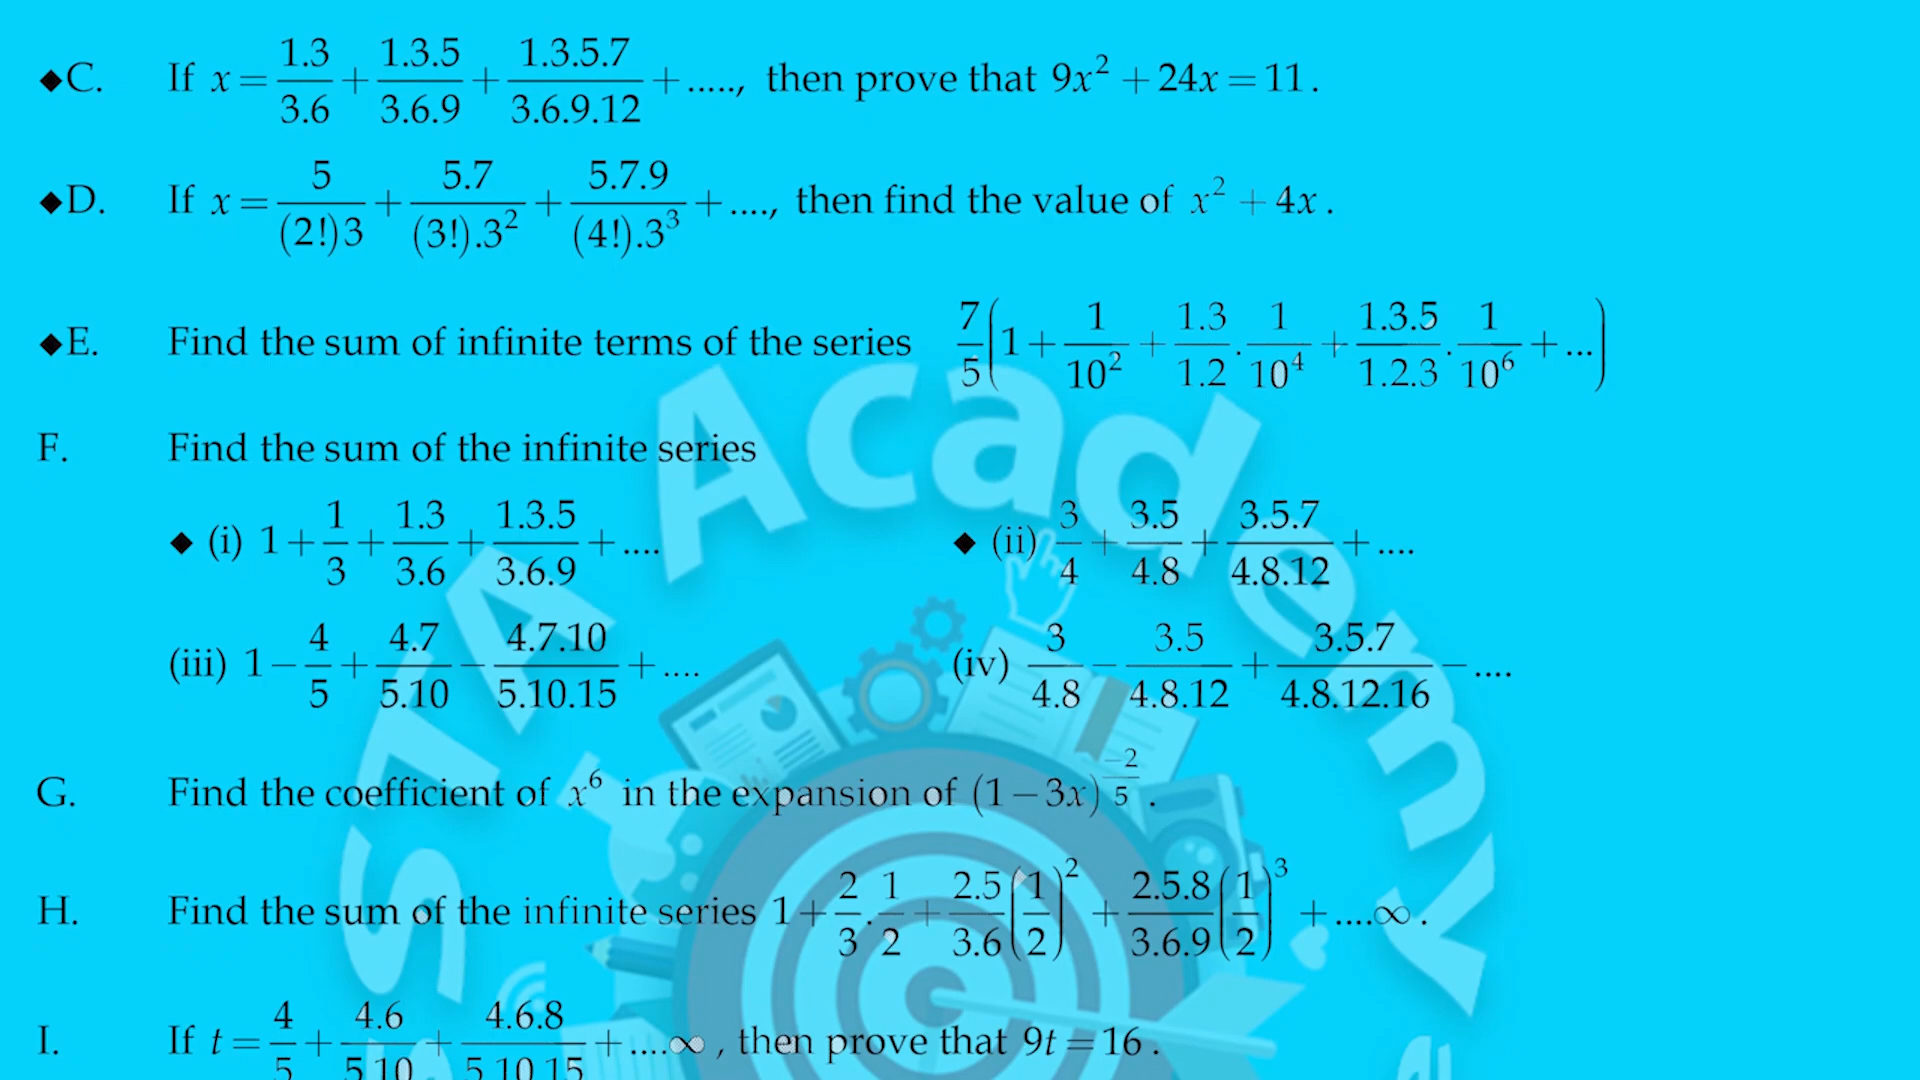 ◆C. If x = 1.3/3.6 + 1.3.5/3.6.9 + 1.3.5.7/3.6.9.12 + ....., then prove that 9x² + 24x = 11.
◆D. If x = 5/(2!)3 + 5.7/(3!).3² + 5.7.9/(4!).3³ + ...., then find the value of x² + 4x.
◆E. Find the sum of infinite terms of the series 7/5(1 + 1/10² + 1.3/1.2 . 1/10⁴ + 1.3.5/1.2.3 . 1/10⁶ + ...)
F. Find the sum of the infinite series
◆ (i) 1 + 1/3 + 1.3/3.6 + 1.3.5/3.6.9 + .... ◆ (ii) 3/4 + 3.5/4.8 + 3.5.7/4.8.12 + ....
(iii) 1 − 4/5 + 4.7/5.10 − 4.7.10/5.10.15 + .... (iv) 3/4.8 − 3.5/4.8.12 + 3.5.7/4.8.12.16 − ....
G. Find the coefficient of x⁶ in the expansion of (1 − 3x)^(−2/5).
H. Find the sum of the infinite series 1 + 2/3 . 1/2 + 2.5/3.6 (1/2)² + 2.5.8/3.6.9 (1/2)³ + ....∞.
I. If t = 4/5 + 4.6/5.10 + 4.6.8/5.10.15 + ....∞, then prove that 9t = 16.
STA Academy